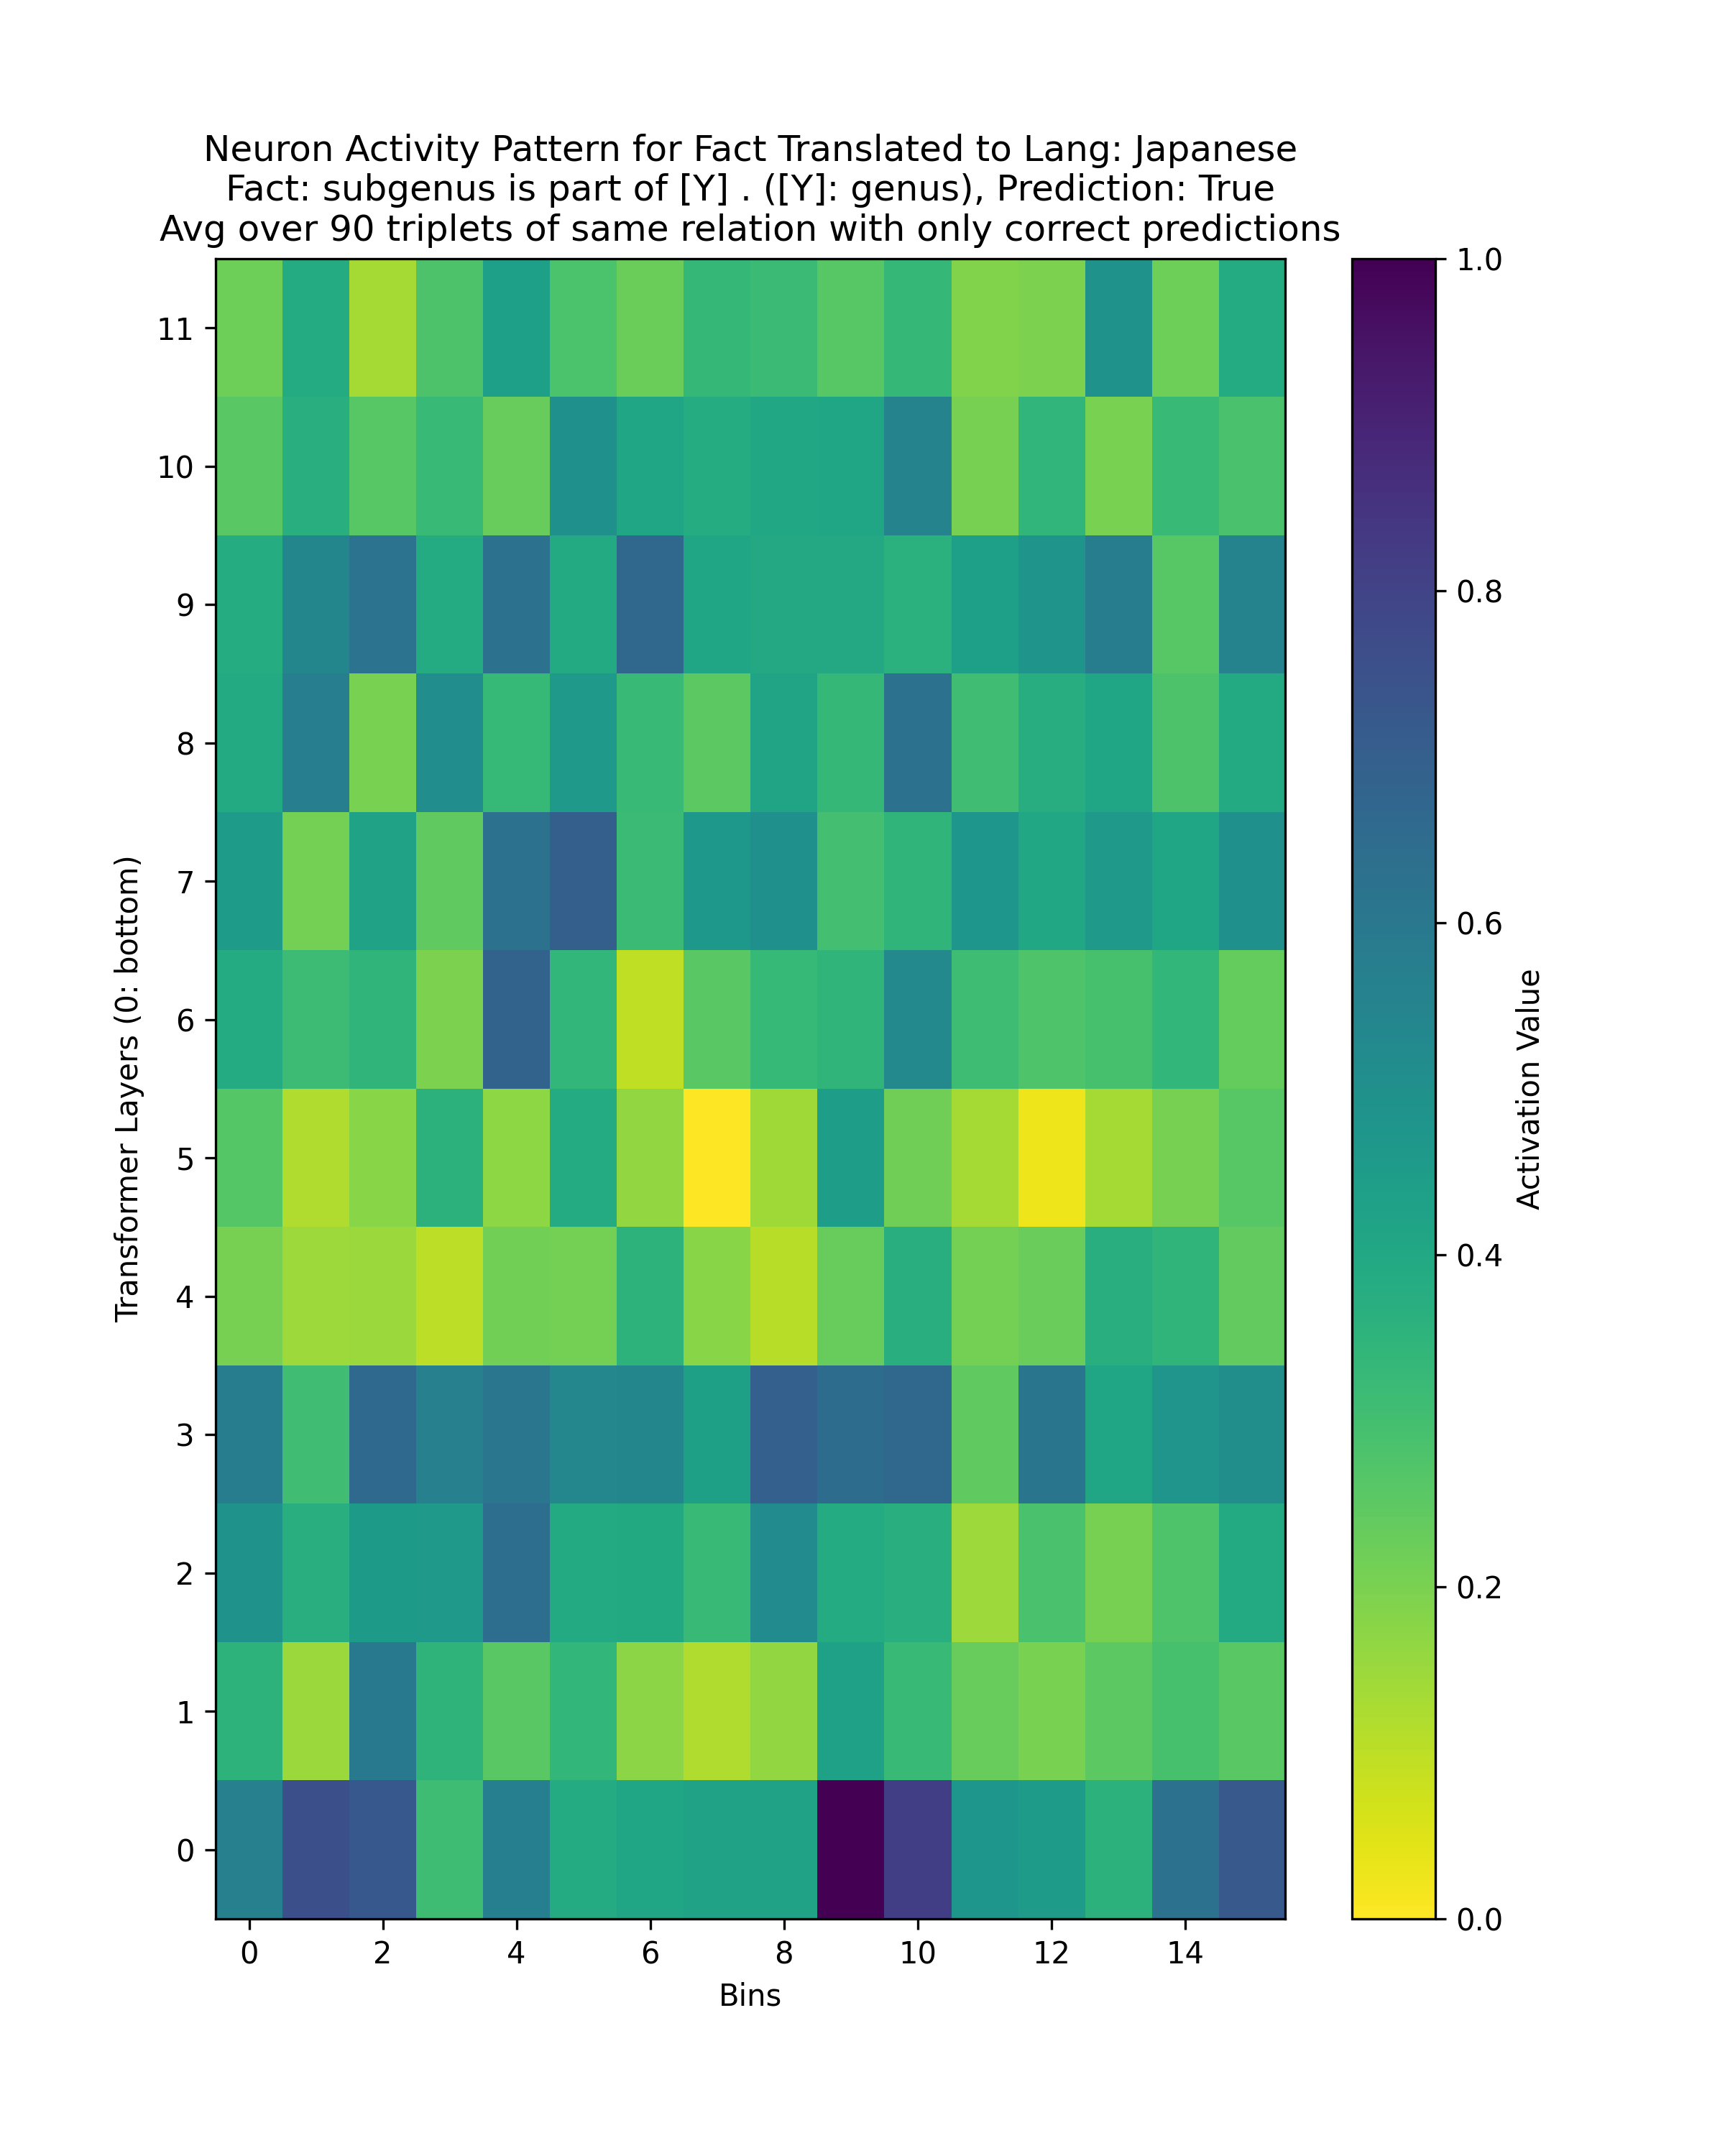 Neuron Activity Pattern for Fact Translated to Lang: Japanese
Fact: subgenus is part of [Y] . ([Y]: genus), Prediction: True
Avg over 90 triplets of same relation with only correct predictions
11
10
9
8
7
6
5
4
3
2
1
0
Transformer Layers (0: bottom)
0 2 4 6 8 10 12 14
Bins
1.0
0.8
0.6
0.4
0.2
0.0
Activation Value